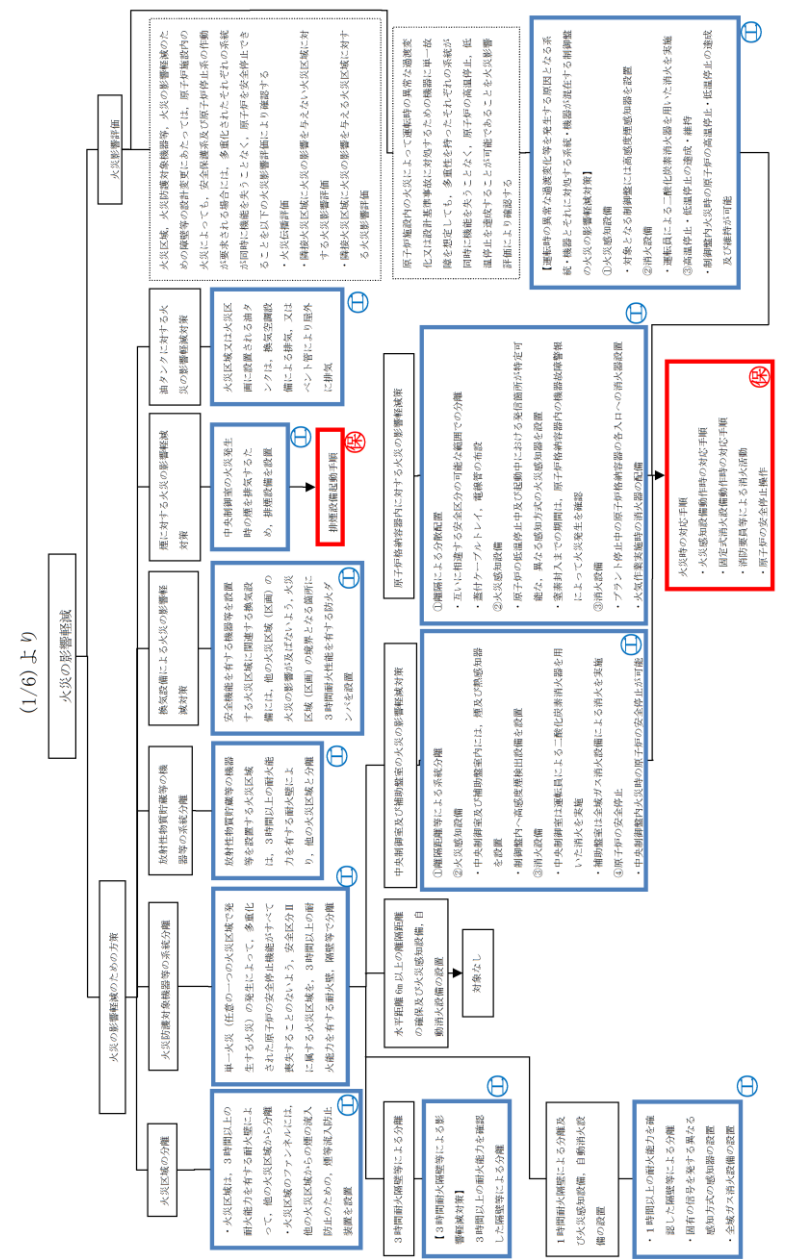 (1/6)より
火災の影響軽減
火災の影響軽減のための方策
火災区域の分離
・火災区域は、3時間以上の
耐火能力を有する耐火壁によ
って、他の火災区域から分離
・火災区域のファンネルには、
他の火災区域からの煙の流入
防止のための、煙等流入防止
装置を設置
工
火災防護対象機器等の系統分離
単一火災（任意の一つの火災区域で発
生する火災）の発生によって、多重化
された原子炉の安全停止機能がすべて
喪失することのないよう、安全区分Ⅱ
に属する火災区域を、3時間以上の耐
火能力を有する耐火壁、隔壁等で分離
工
放射性物質貯蔵等の機
器等の系統分離
放射性物質貯蔵等の機器
等を設置する火災区域
は、3時間以上の耐火能
力を有する耐火壁によ
り、他の火災区域と分離
工
換気設備による火災の影響軽
減対策
安全機能を有する機器等を設置
する火災区域に関連する換気設
備には、他の火災区域（区画）の
火災の影響が及ばないよう、火災
区域（区画）の境界となる箇所に
3時間耐火性能を有する防火ダ
ンパを設置
工
煙に対する火災の影響軽減
対策
中央制御室の火災発生
時の煙を排気するた
め、排煙設備を設置
工
排煙設備起動手順
保
油タンクに対する火
災の影響軽減対策
火災区域又は火災区
画に設置される油タ
ンクは、換気空調設
備による排気、又は
ベント管により屋外
に排気
工
火災影響評価
火災区域、火災防護対象機器等、火災の影響軽減のた
めの障壁等の設計変更にあたっては、原子炉施設内の
火災によっても、安全保護系及び原子炉停止系の作動
が要求される場合には、多重化されたそれぞれの系統
が同時に機能を失うことなく、原子炉を安全停止でき
ることを以下の火災影響評価により確認する
・火災伝播評価
・隣接火災区域に火災の影響を与えない火災区域に対
する火災影響評価
・隣接火災区域に火災の影響を与える火災区域に対す
る火災影響評価
原子炉施設内の火災によって運転時の異常な過渡変
化又は設計基準事故に対処するための機器に単一故
障を想定しても、多重性を持ったそれぞれの系統が
同時に機能を失うことなく、原子炉の高温停止、低
温停止を達成することが可能であることを火災影響
評価により確認する
【運転時の異常な過渡変化等を発生する原因となる系
統・機器とそれに対処する系統・機器が混在する制御盤
の火災の影響軽減対策】
①火災感知設備
・対象となる制御盤には高感度煙感知器を設置
②消火設備
・運転員による二酸化炭素消火器を用いた消火を実施
③高温停止・低温停止の達成・維持
・制御盤内火災時の原子炉の高温停止・低温停止の達成
及び維持が可能
工
3時間耐火隔壁等による分離
【3時間耐火隔壁等による影
響軽減対策】
3時間以上の耐火能力を確認
した隔壁等による分離
工
1時間耐火隔壁等による分離及
び火災感知設備、自動消火設
備の設置
・1時間以上の耐火能力を確
認した隔壁等による分離
・固有の信号を発する異なる
感知方式の感知器の設置
・全域ガス消火設備の設置
工
水平距離6m以上の離隔距離
の確保及び火災感知設備、自
動消火設備の設置
対象なし
中央制御室及び補助盤室の火災の影響軽減対策
①離隔距離等による系統分離
②火災感知設備
・中央制御室及び補助盤室内には、煙及び熱感知器
を設置
・制御盤内へ高感度煙検出設備を設置
③消火設備
・中央制御室は運転員による二酸化炭素消火器を用
いた消火を実施
・補助盤室は全域ガス消火設備による消火を実施
④原子炉の安全停止
・中央制御盤内火災時の原子炉の安全停止が可能
工
原子炉格納容器内に対する火災の影響軽減策
①離隔による分散配置
・互いに相違する安全区分の可能な範囲での分離
・蓋付ケーブルトレイ、電線管の布設
②火災感知設備
・原子炉の低温停止中及び起動中における発信箇所が特定可
能な、異なる感知方式の火災感知器を設置
・窒素封入までの期間は、原子炉格納容器内の機器故障警報
によって火災発生を確認
③消火設備
・プラント停止中の原子炉格納容器の各入口への消火器設置
・火気作業実施時の消火器の配備
工
火災時の対応手順
・火災感知設備動作時の対応手順
・固定式消火設備動作時の対応手順
・消防要員等による消火活動
・原子炉の安全停止操作
保